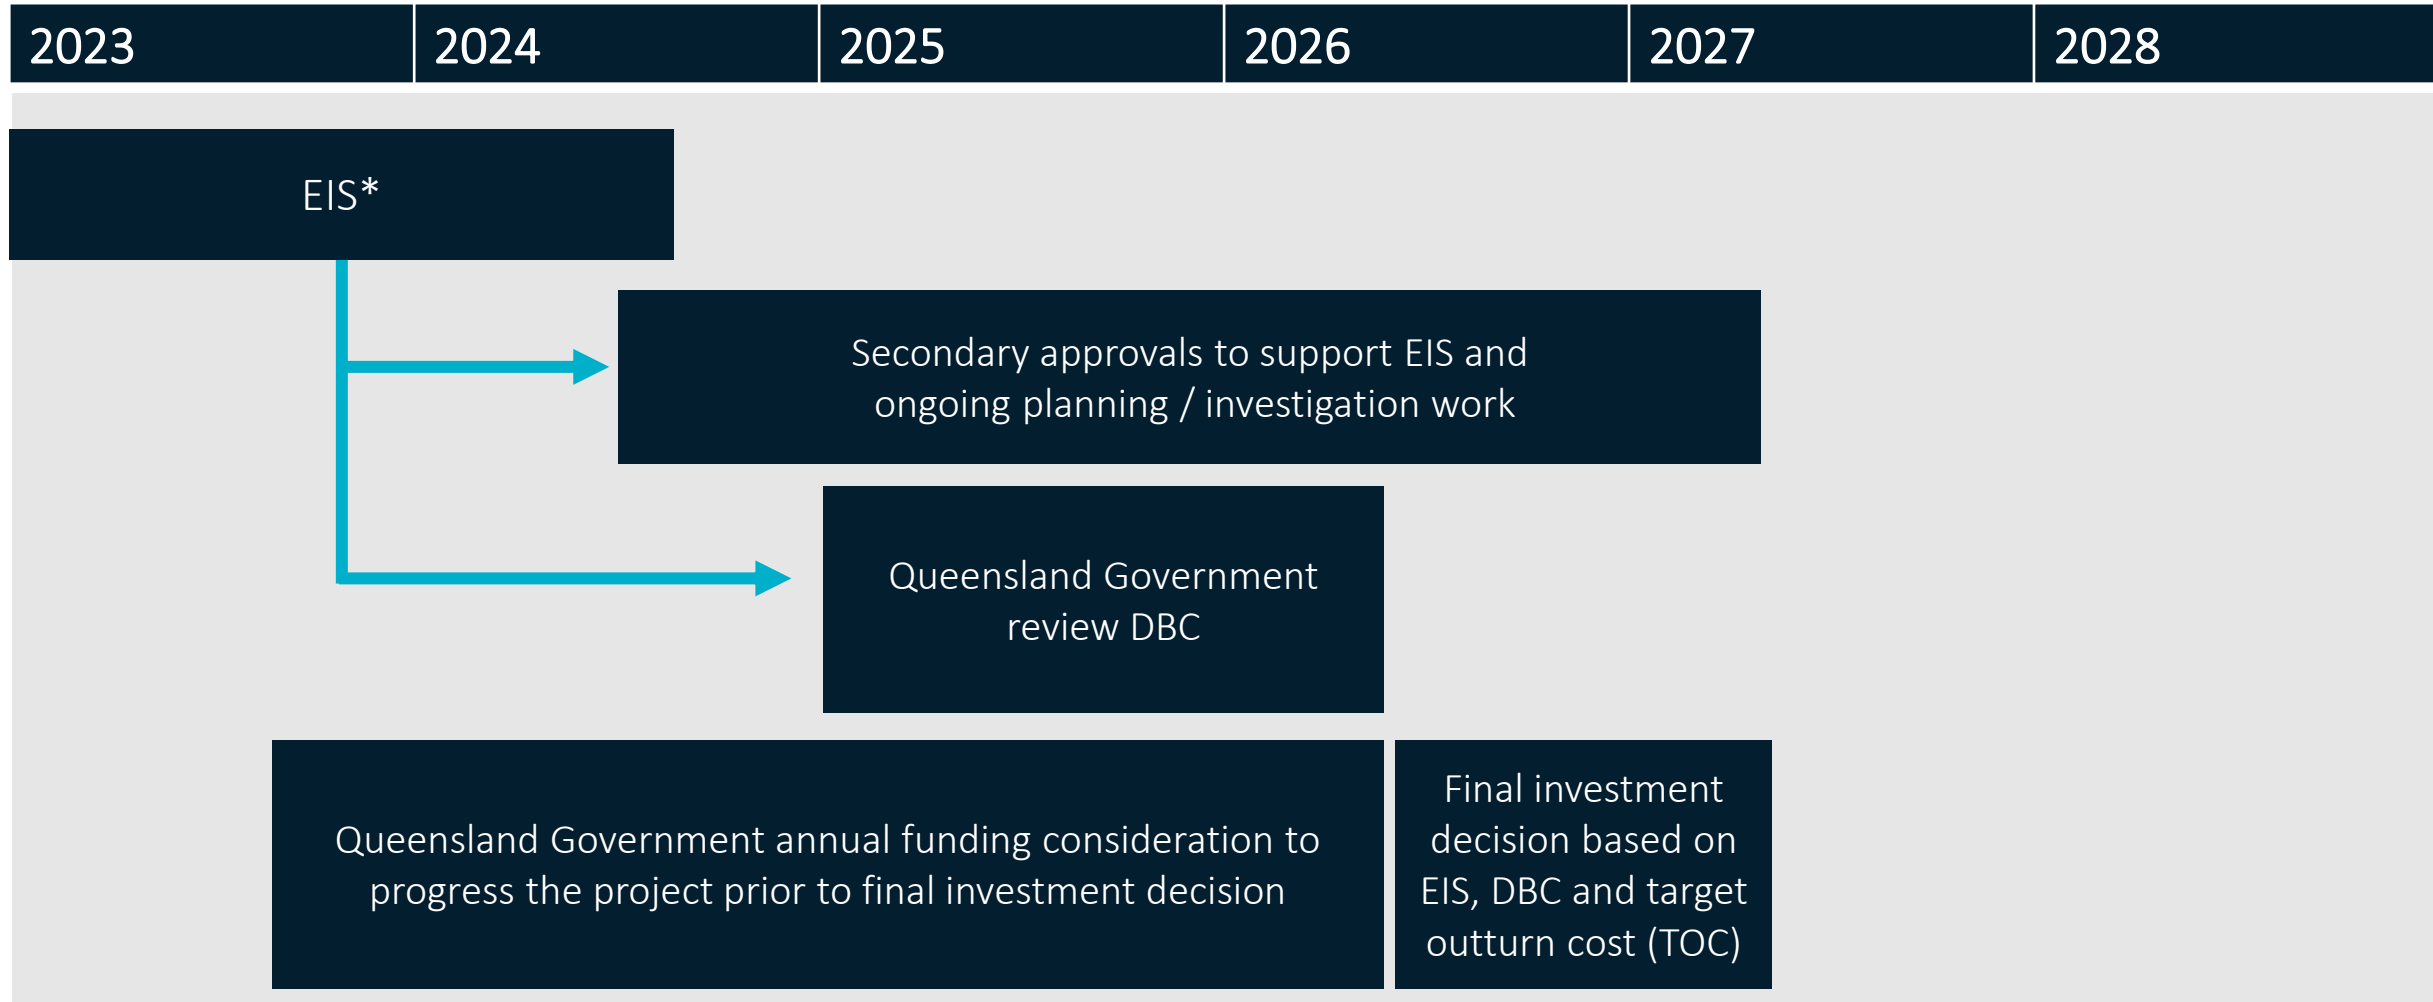 2023
2024
2025
2026
2027
2028
EIS*
Secondary approvals to support EIS and
ongoing planning / investigation work
Queensland Government
review DBC
Queensland Government annual funding consideration to
progress the project prior to final investment decision
Final investment
decision based on
EIS, DBC and target
outturn cost (TOC)